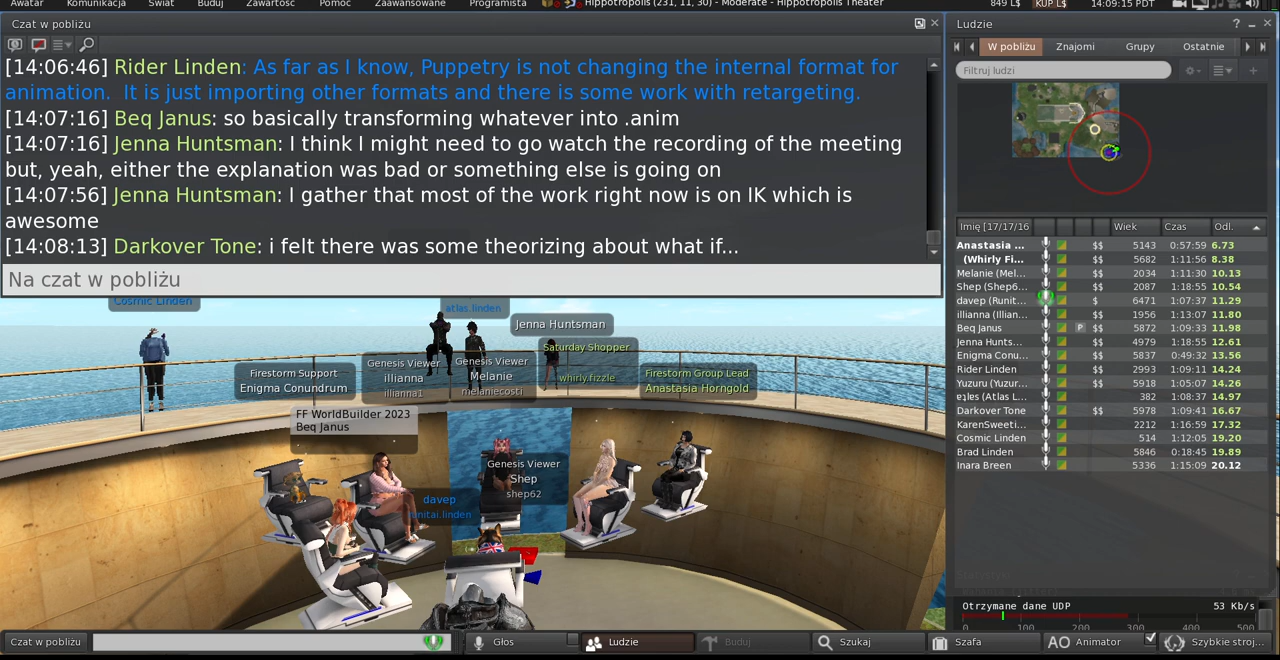 Awatar Komunikacja Świat Buduj Zawartość Pomoc Zaawansowane Programista Hippotropolis (231, 11, 30) - Moderate - Hippotropolis Theater 849 L$ KUP L$ 14:09:15 PDT
Czat w pobliżu
[14:06:46] Rider Linden: As far as I know, Puppetry is not changing the internal format for
animation. It is just importing other formats and there is some work with retargeting.
[14:07:16] Beq Janus: so basically transforming whatever into .anim
[14:07:16] Jenna Huntsman: I think I might need to go watch the recording of the meeting
but, yeah, either the explanation was bad or something else is going on
[14:07:56] Jenna Huntsman: I gather that most of the work right now is on IK which is
awesome
[14:08:13] Darkover Tone: i felt there was some theorizing about what if...
Na czat w pobliżu
Cosmic Linden
atlas.linden
Jenna Huntsman
Saturday Shopper
whirly.fizzle
Genesis Viewer
illianna
illianna1
Genesis Viewer
Melanie
melaniecosti
Firestorm Support
Enigma Conundrum
Firestorm Group Lead
Anastasia Horngold
FF WorldBuilder 2023
Beq Janus
Genesis Viewer
Shep
shep62
davep
runitai.linden
Ludzie
? _ ×
W pobliżu Znajomi Grupy Ostatnie
Filtruj ludzi
Imię [17/17/16 Wiek Czas Odl.
Anastasia ... $$ 5143 0:57:59 6.73
(Whirly Fi... $$ 5682 1:11:56 8.38
Melanie (Mel... $$ 2034 1:11:30 10.13
Shep (Shep6... $$ 2087 1:18:55 10.54
davep (Runit... $ 6471 1:07:37 11.29
illianna (Illian... $$ 1956 1:13:07 11.80
Beq Janus P $$ 5872 1:09:33 11.98
Jenna Hunts... $$ 4979 1:18:55 12.61
Enigma Conu... $$ 5837 0:49:32 13.56
Rider Linden $$ 2993 1:09:11 14.24
Yuzuru (Yuzur... $$ 5918 1:05:07 14.26
(Atlas L... 382 1:08:37 14.97
Darkover Tone $$ 5978 1:09:41 16.67
KarenSweeti... 2212 1:16:59 17.32
Cosmic Linden 514 1:12:05 19.20
Brad Linden 5846 0:18:45 19.89
Inara Breen 5336 1:15:09 20.12
Otrzymane dane UDP 53 Kb/s
0 100 200 300 400 500
Czat w pobliżu Głos Ludzie Buduj Szukaj Szafa AO Animator Szybkie stroj...